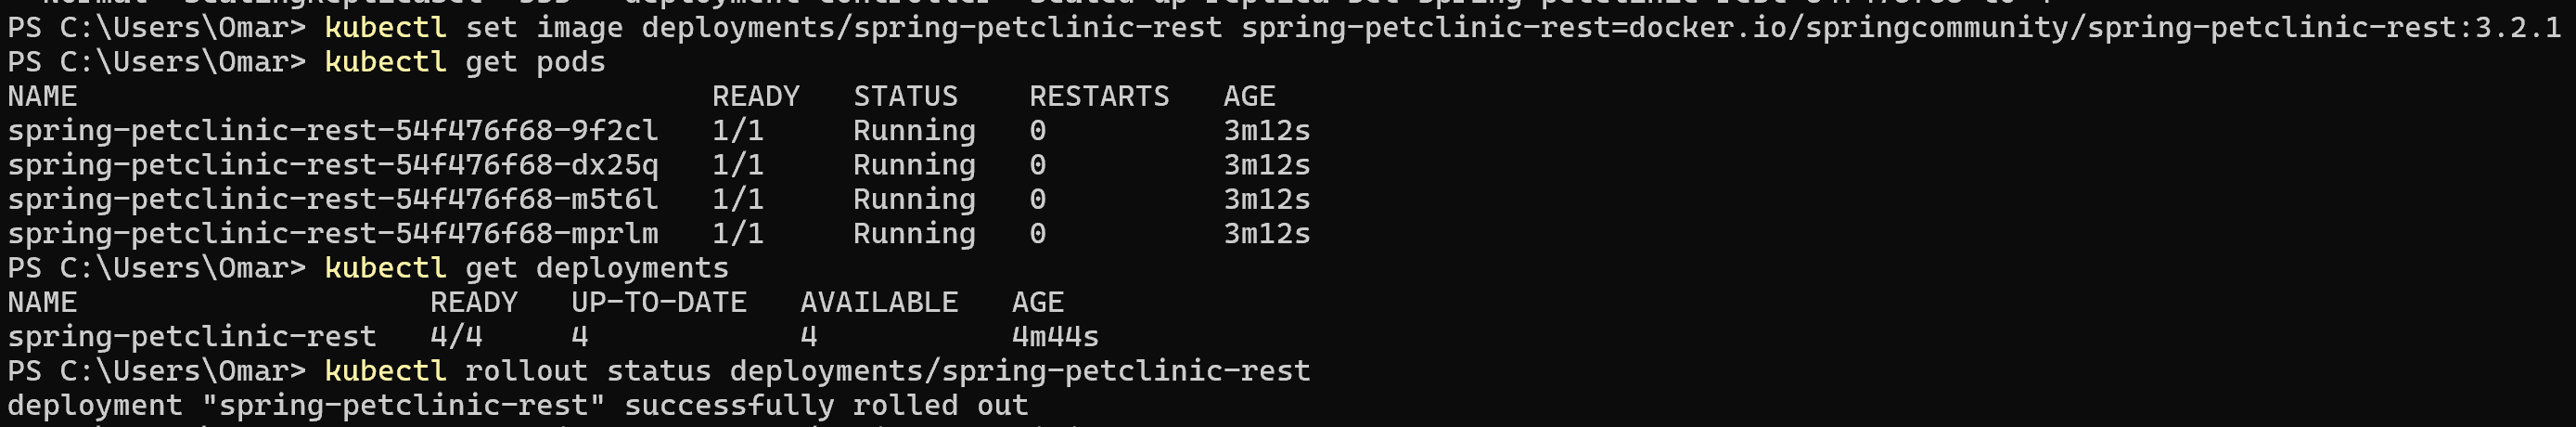 PS C:\Users\Omar> kubectl set image deployments/spring-petclinic-rest spring-petclinic-rest=docker.io/springcommunity/spring-petclinic-rest:3.2.1
PS C:\Users\Omar> kubectl get pods
NAME                                    READY   STATUS    RESTARTS   AGE
spring-petclinic-rest-54f476f68-9f2cl   1/1     Running   0          3m12s
spring-petclinic-rest-54f476f68-dx25q   1/1     Running   0          3m12s
spring-petclinic-rest-54f476f68-m5t6l   1/1     Running   0          3m12s
spring-petclinic-rest-54f476f68-mprlm   1/1     Running   0          3m12s
PS C:\Users\Omar> kubectl get deployments
NAME                    READY   UP-TO-DATE   AVAILABLE   AGE
spring-petclinic-rest   4/4     4            4           4m44s
PS C:\Users\Omar> kubectl rollout status deployments/spring-petclinic-rest
deployment "spring-petclinic-rest" successfully rolled out